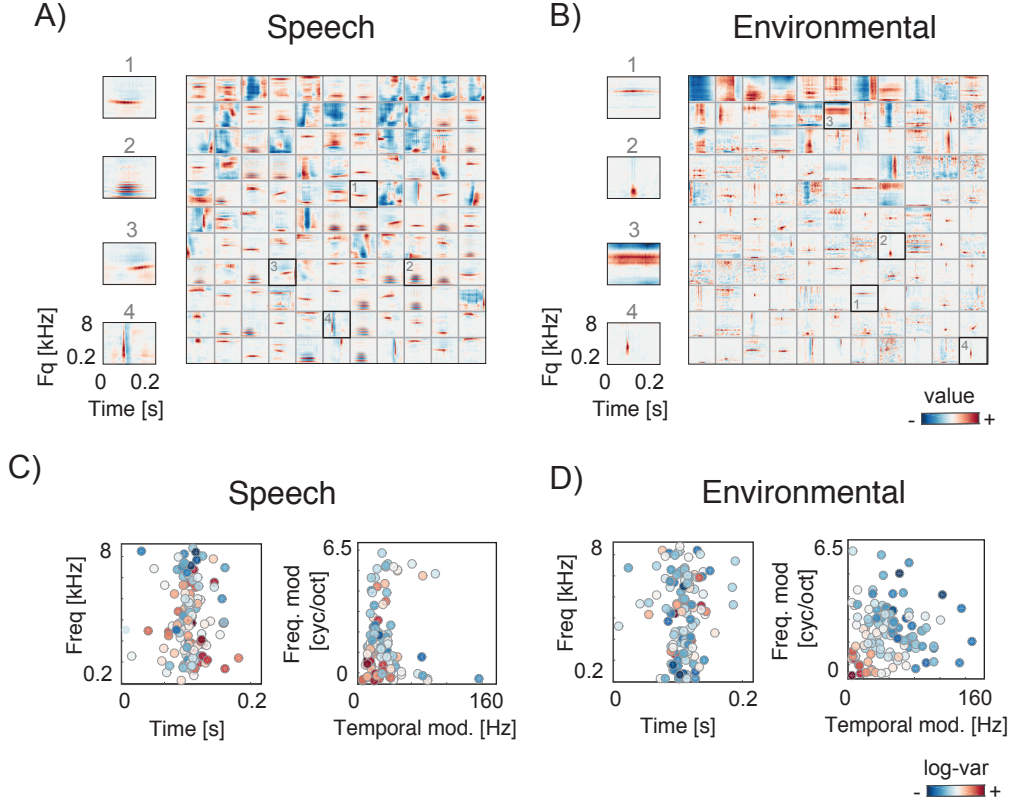 A)
Speech
1
2
3
4
Fq [kHz]
8
0.2
0
0.2
Time [s]
1
3
2
4
B)
Environmental
1
2
3
4
Fq [kHz]
8
0.2
0
0.2
Time [s]
3
2
1
4
value
- +
C)
Speech
Freq [kHz]
8
0.2
0
0.2
Time [s]
Freq. mod
[cyc/oct]
6.5
0
0
160
Temporal mod. [Hz]
D)
Environmental
Freq [kHz]
8
0.2
0
0.2
Time [s]
Freq. mod
[cyc/oct]
6.5
0
0
160
Temporal mod. [Hz]
log-var
- +